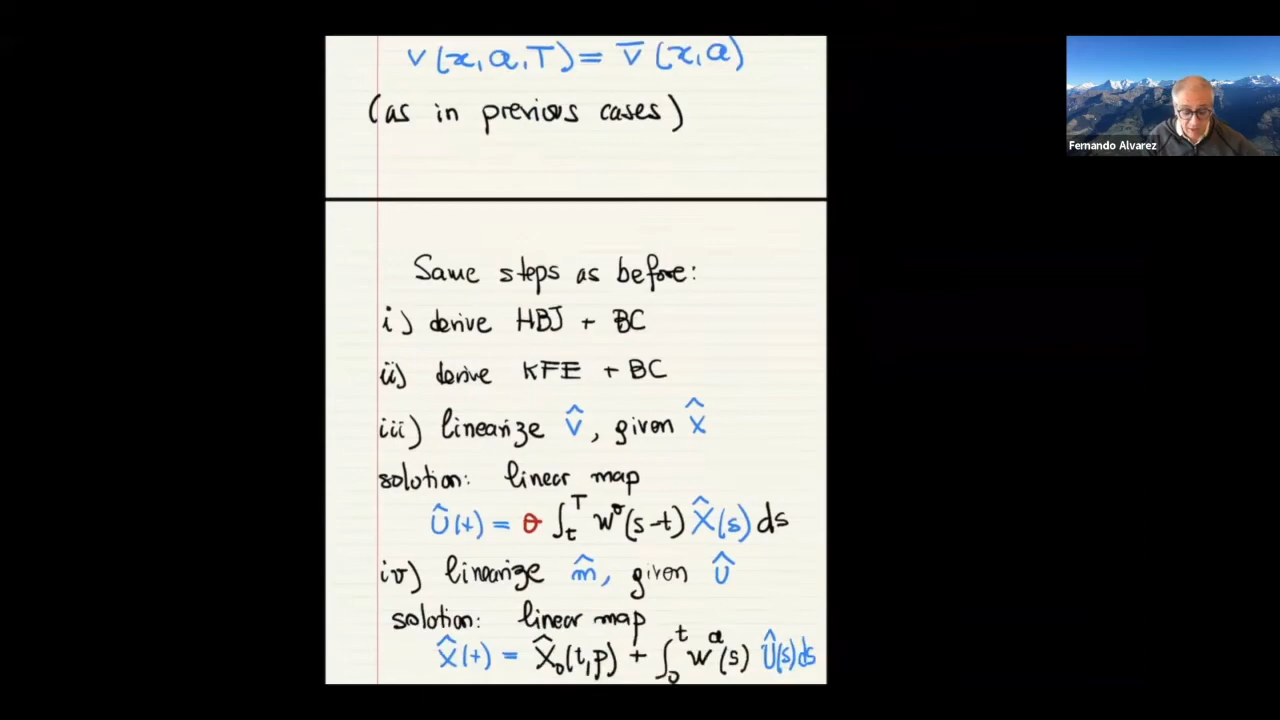 v(x,a,T) = v̄(x,a)
(as in previous cases)
Same steps as before:
i) derive HBJ + BC
ii) derive KFE + BC
iii) linearize v̂, given x̂
solution: linear map
Û(t) = θ ∫_t^T w^v(s-t) X̂(s) ds
iv) linearize m̂, given Û
solution: linear map
X̂(t) = X̂_0(t,p) + ∫_0^t w^a(s) Û(s)ds
Fernando Alvarez